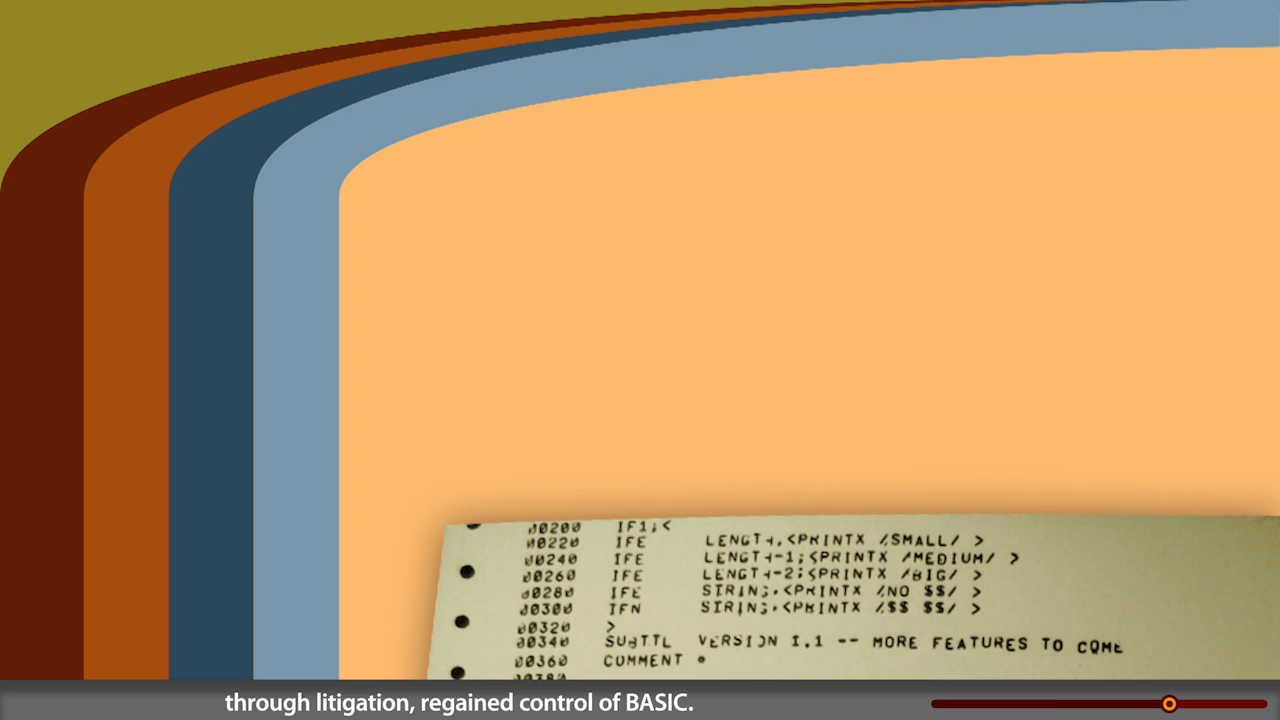 00200 IF1;<
00220 IFE LENGTH,<PRINTX /SMALL/ >
00240 IFE LENGTH-1,<PRINTX /MEDIUM/ >
00260 IFE LENGTH-2,<PRINTX /BIG/ >
00280 IFE STRING,<PRINTX /NO $$/ >
00300 IFN STRING,<PRINTX /$$ $$/ >
00320 >
00340 SUBTTL VERSION 1.1 -- MORE FEATURES TO COME
00360 COMMENT *
00380
through litigation, regained control of BASIC.